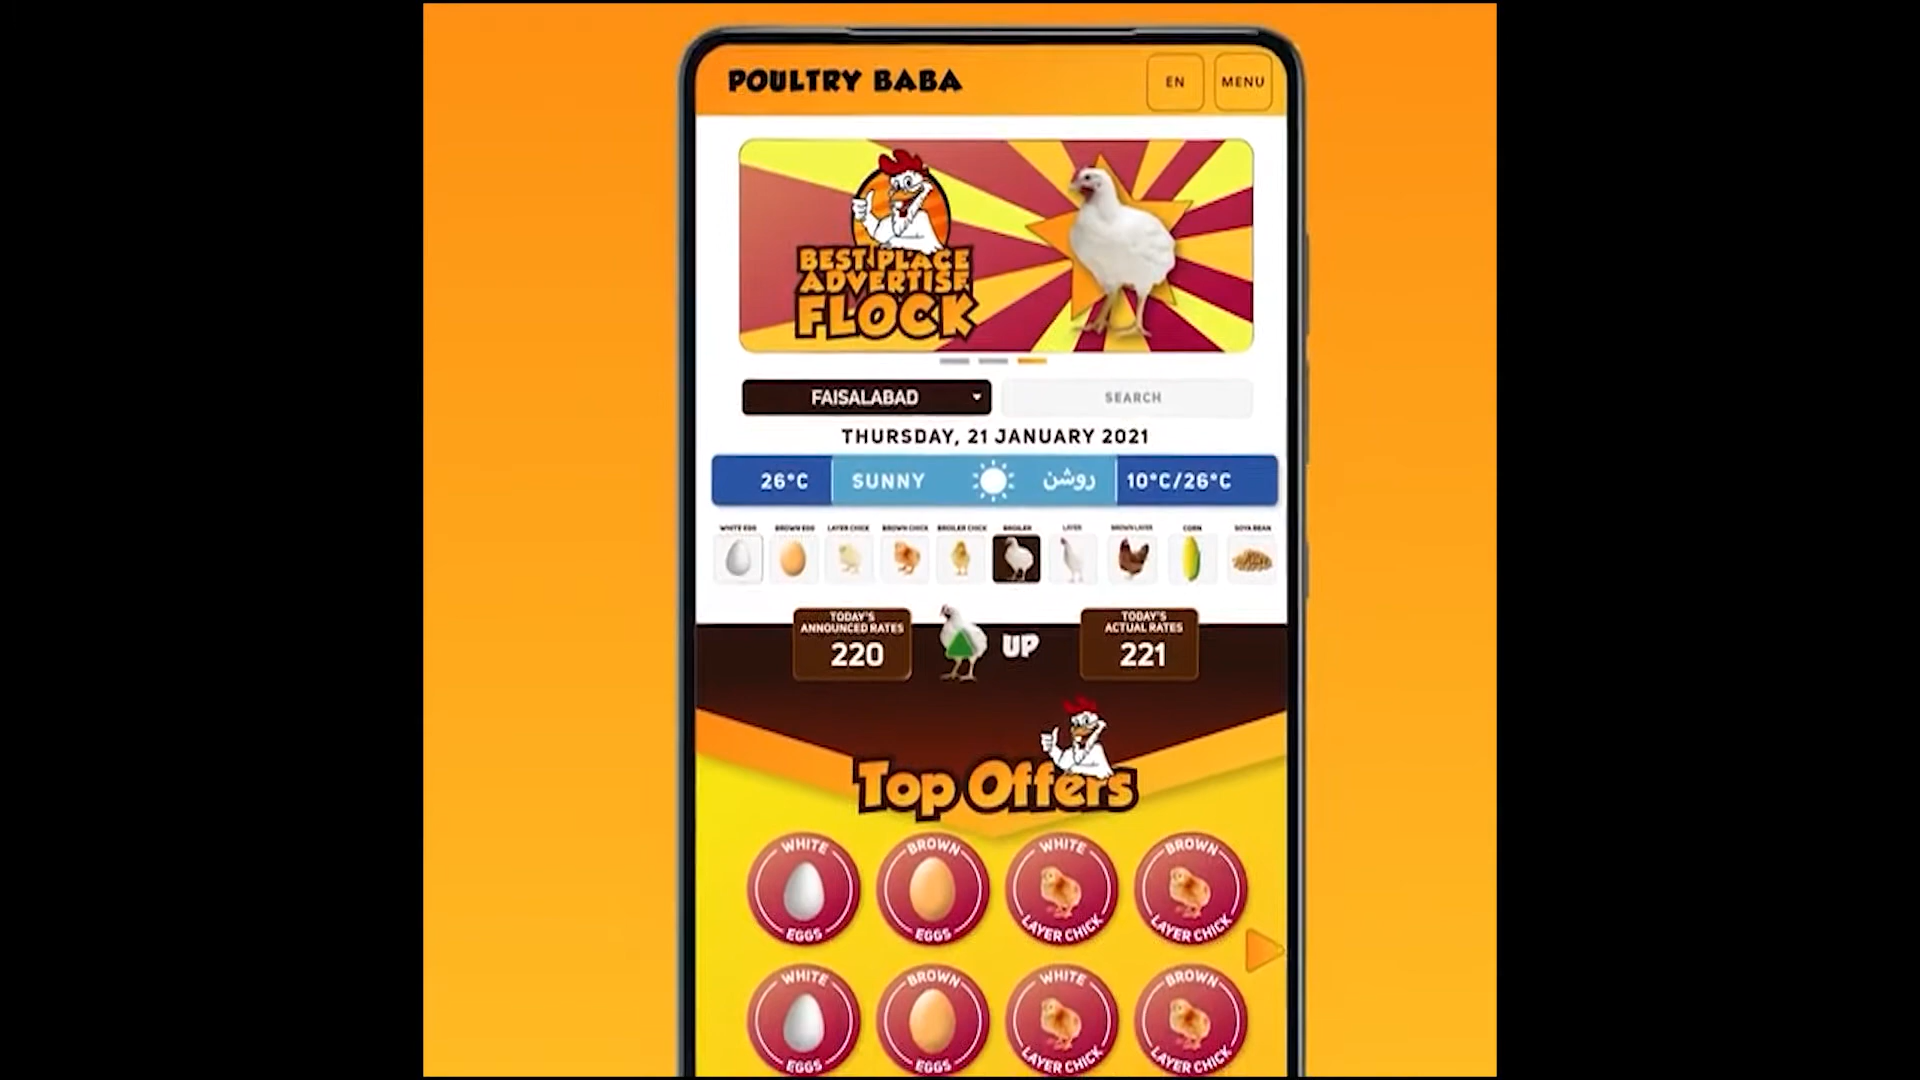 POULTRY BABA
EN
MENU
BEST PLACE
ADVERTISE
FLOCK
FAISALABAD
SEARCH
THURSDAY, 21 JANUARY 2021
26°C SUNNY روشن 10°C/26°C
WHITE EGG BROWN EGG LAYER CHICK BROWN CHICK BROILER CHICK BROILER LAYER BROWN LAYER CORN SOYA BEAN
TODAY'S
ANNOUNCED RATES
220
UP
TODAY'S
ACTUAL RATES
221
Top Offers
WHITE
EGGS
BROWN
EGGS
WHITE
LAYER CHICK
BROWN
LAYER CHICK
WHITE
EGGS
BROWN
EGGS
WHITE
LAYER CHICK
BROWN
LAYER CHICK